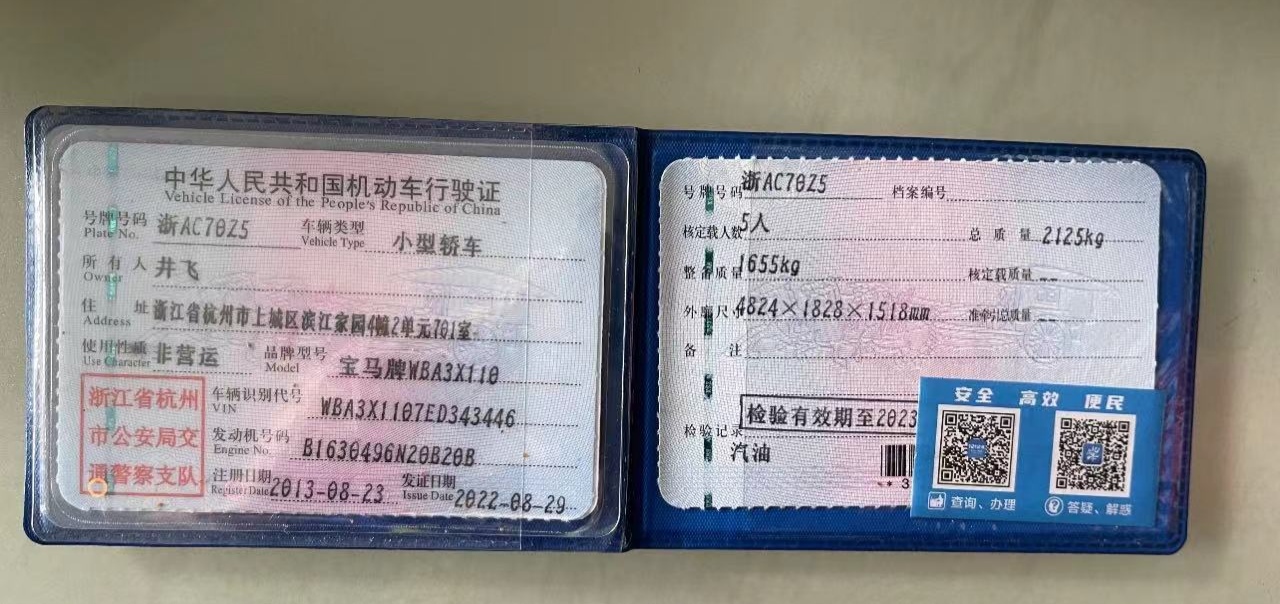 中华人民共和国机动车行驶证
Vehicle License of the People's Republic of China
号牌号码 浙AC70Z5 车辆类型 小型轿车
Plate No. Vehicle Type
所有人 井飞
Owner
住址 浙江省杭州市上城区滨江家园4幢2单元701室
Address
使用性质 非营运 品牌型号 宝马牌WBA3X110
Use Character Model
浙江省杭州
市公安局交
通警察支队
车辆识别代号 WBA3X1107ED343446
VIN
发动机号码 B1630496N20B20B
Engine No.
注册日期 2013-08-23 发证日期 2022-08-29
Register Date Issue Date
号牌号码 浙AC70Z5 档案编号
核定载人数 5人 总质量 2125kg
整备质量 1655kg 核定载质量 --
外廓尺寸 4824×1828×1518mm 准牵引总质量 --
备注
检验有效期至2023
检验记录
汽油
安全 高效 便民
查询、办理 答疑、解惑